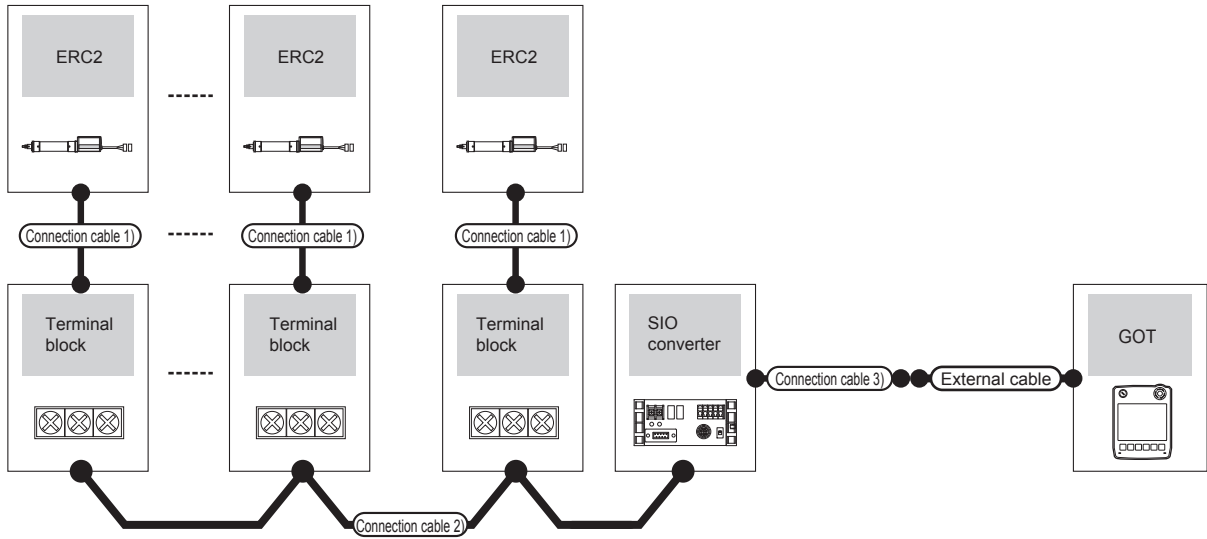 ERC2
ERC2
ERC2
Connection cable 1)
Connection cable 1)
Connection cable 1)
Terminal
block
Terminal
block
Terminal
block
SIO
converter
GOT
Connection cable 3)
External cable
Connection cable 2)